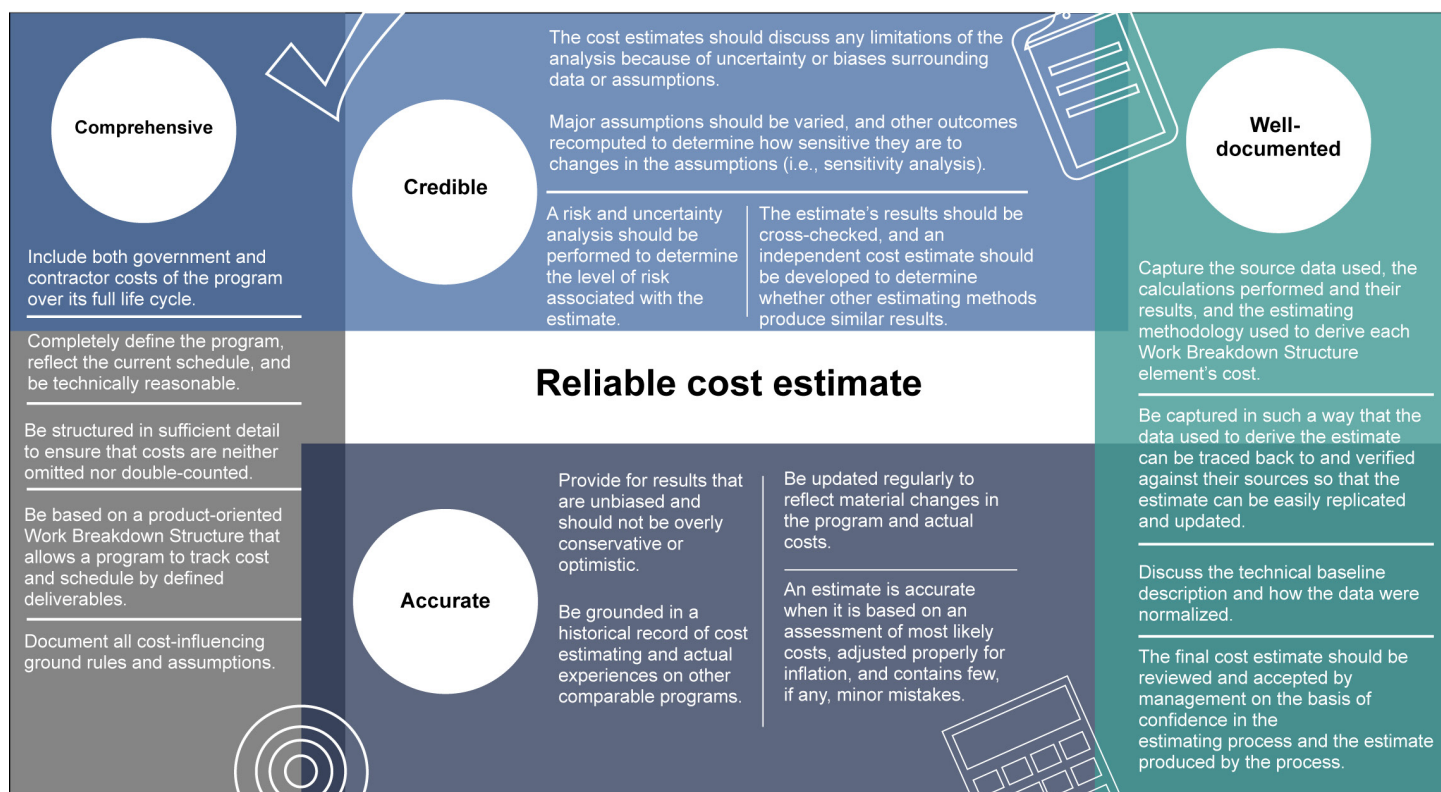 Comprehensive
Include both government and
contractor costs of the program
over its full life cycle.
Completely define the program,
reflect the current schedule, and
be technically reasonable.
Be structured in sufficient detail
to ensure that costs are neither
omitted nor double-counted.
Be based on a product-oriented
Work Breakdown Structure that
allows a program to track cost
and schedule by defined
deliverables.
Document all cost-influencing
ground rules and assumptions.
Credible
The cost estimates should discuss any limitations of the
analysis because of uncertainty or biases surrounding
data or assumptions.
Major assumptions should be varied, and other outcomes
recomputed to determine how sensitive they are to
changes in the assumptions (i.e., sensitivity analysis).
A risk and uncertainty
analysis should be
performed to determine
the level of risk
associated with the
estimate.
The estimate's results should be
cross-checked, and an
independent cost estimate should
be developed to determine
whether other estimating methods
produce similar results.
Reliable cost estimate
Accurate
Provide for results that
are unbiased and
should not be overly
conservative or
optimistic.
Be grounded in a
historical record of cost
estimating and actual
experiences on other
comparable programs.
Be updated regularly to
reflect material changes in
the program and actual
costs.
An estimate is accurate
when it is based on an
assessment of most likely
costs, adjusted properly for
inflation, and contains few,
if any, minor mistakes.
Well-
documented
Capture the source data used, the
calculations performed and their
results, and the estimating
methodology used to derive each
Work Breakdown Structure
element's cost.
Be captured in such a way that the
data used to derive the estimate
can be traced back to and verified
against their sources so that the
estimate can be easily replicated
and updated.
Discuss the technical baseline
description and how the data were
normalized.
The final cost estimate should be
reviewed and accepted by
management on the basis of
confidence in the
estimating process and the estimate
produced by the process.